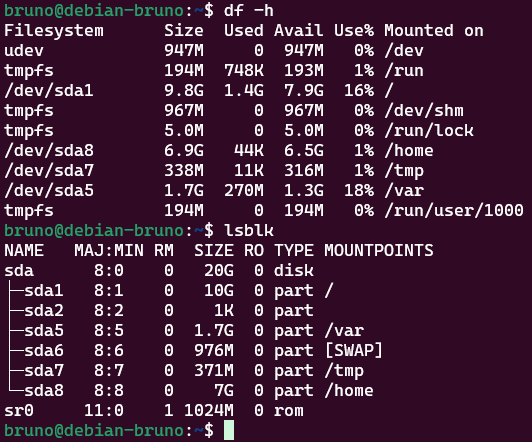 bruno@debian-bruno:~$ df -h
Filesystem      Size  Used Avail Use% Mounted on
udev            947M     0  947M   0% /dev
tmpfs           194M  748K  193M   1% /run
/dev/sda1       9.8G  1.4G  7.9G  16% /
tmpfs           967M     0  967M   0% /dev/shm
tmpfs           5.0M     0  5.0M   0% /run/lock
/dev/sda8       6.9G   44K  6.5G   1% /home
/dev/sda7       338M   11K  316M   1% /tmp
/dev/sda5       1.7G  270M  1.3G  18% /var
tmpfs           194M     0  194M   0% /run/user/1000
bruno@debian-bruno:~$ lsblk
NAME   MAJ:MIN RM  SIZE RO TYPE MOUNTPOINTS
sda      8:0    0   20G  0 disk
├─sda1   8:1    0   10G  0 part /
├─sda2   8:2    0    1K  0 part
├─sda5   8:5    0  1.7G  0 part /var
├─sda6   8:6    0  976M  0 part [SWAP]
├─sda7   8:7    0  371M  0 part /tmp
└─sda8   8:8    0    7G  0 part /home
sr0     11:0    1 1024M  0 rom
bruno@debian-bruno:~$